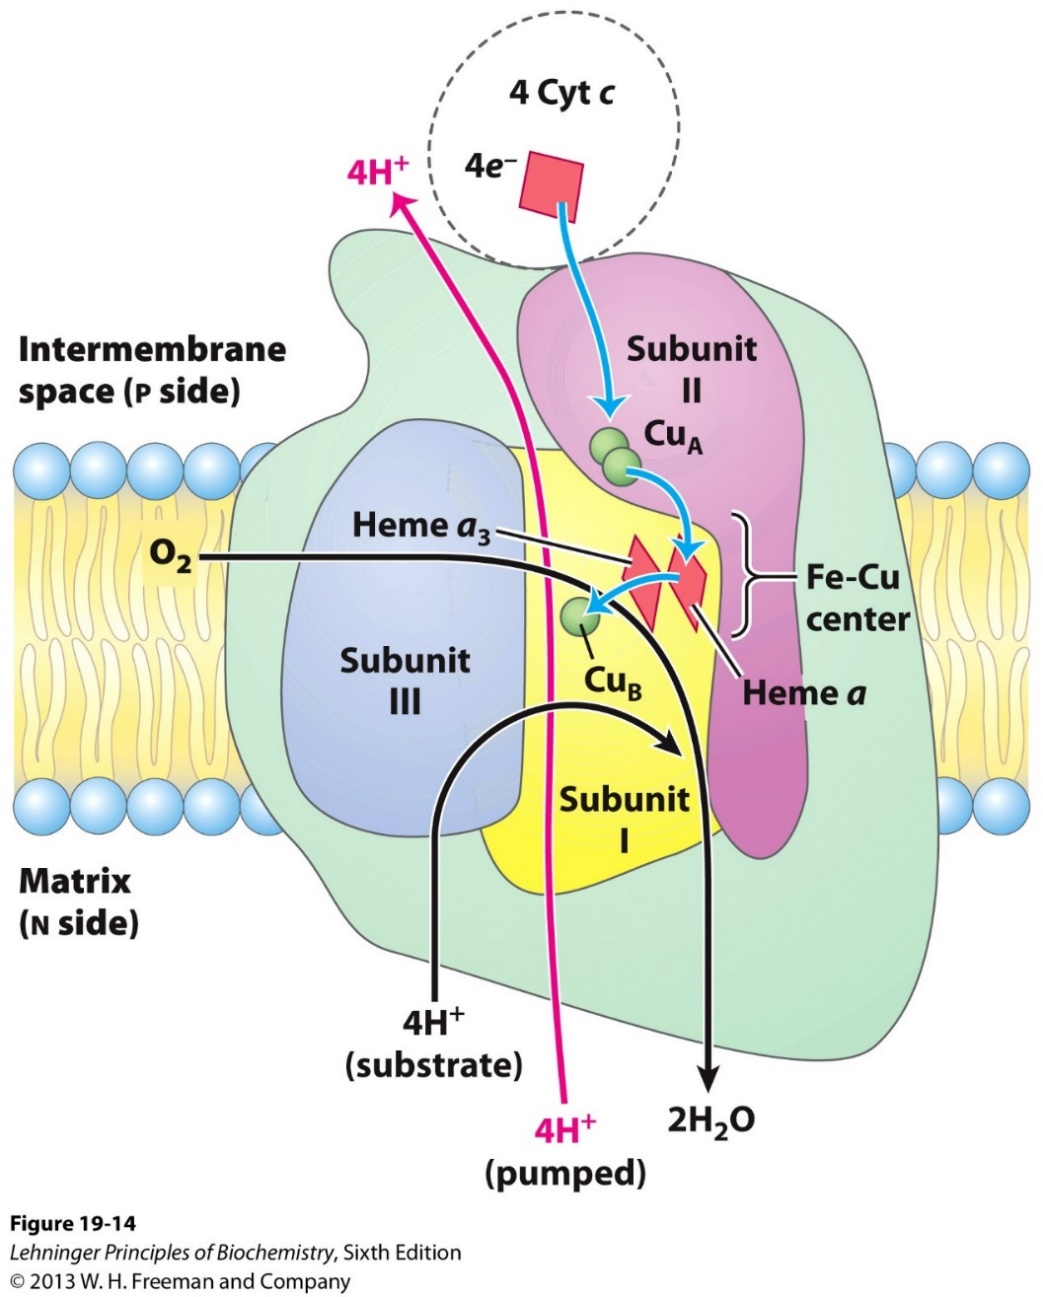 4 Cyt c
4e⁻
4H⁺
Intermembrane
space (P side)
Subunit
II
CuA
Heme a3
O₂
Fe-Cu
center
Subunit
III
CuB
Heme a
Subunit
I
Matrix
(N side)
4H⁺
(substrate)
4H⁺
(pumped)
2H₂O
Figure 19-14
Lehninger Principles of Biochemistry, Sixth Edition
© 2013 W. H. Freeman and Company